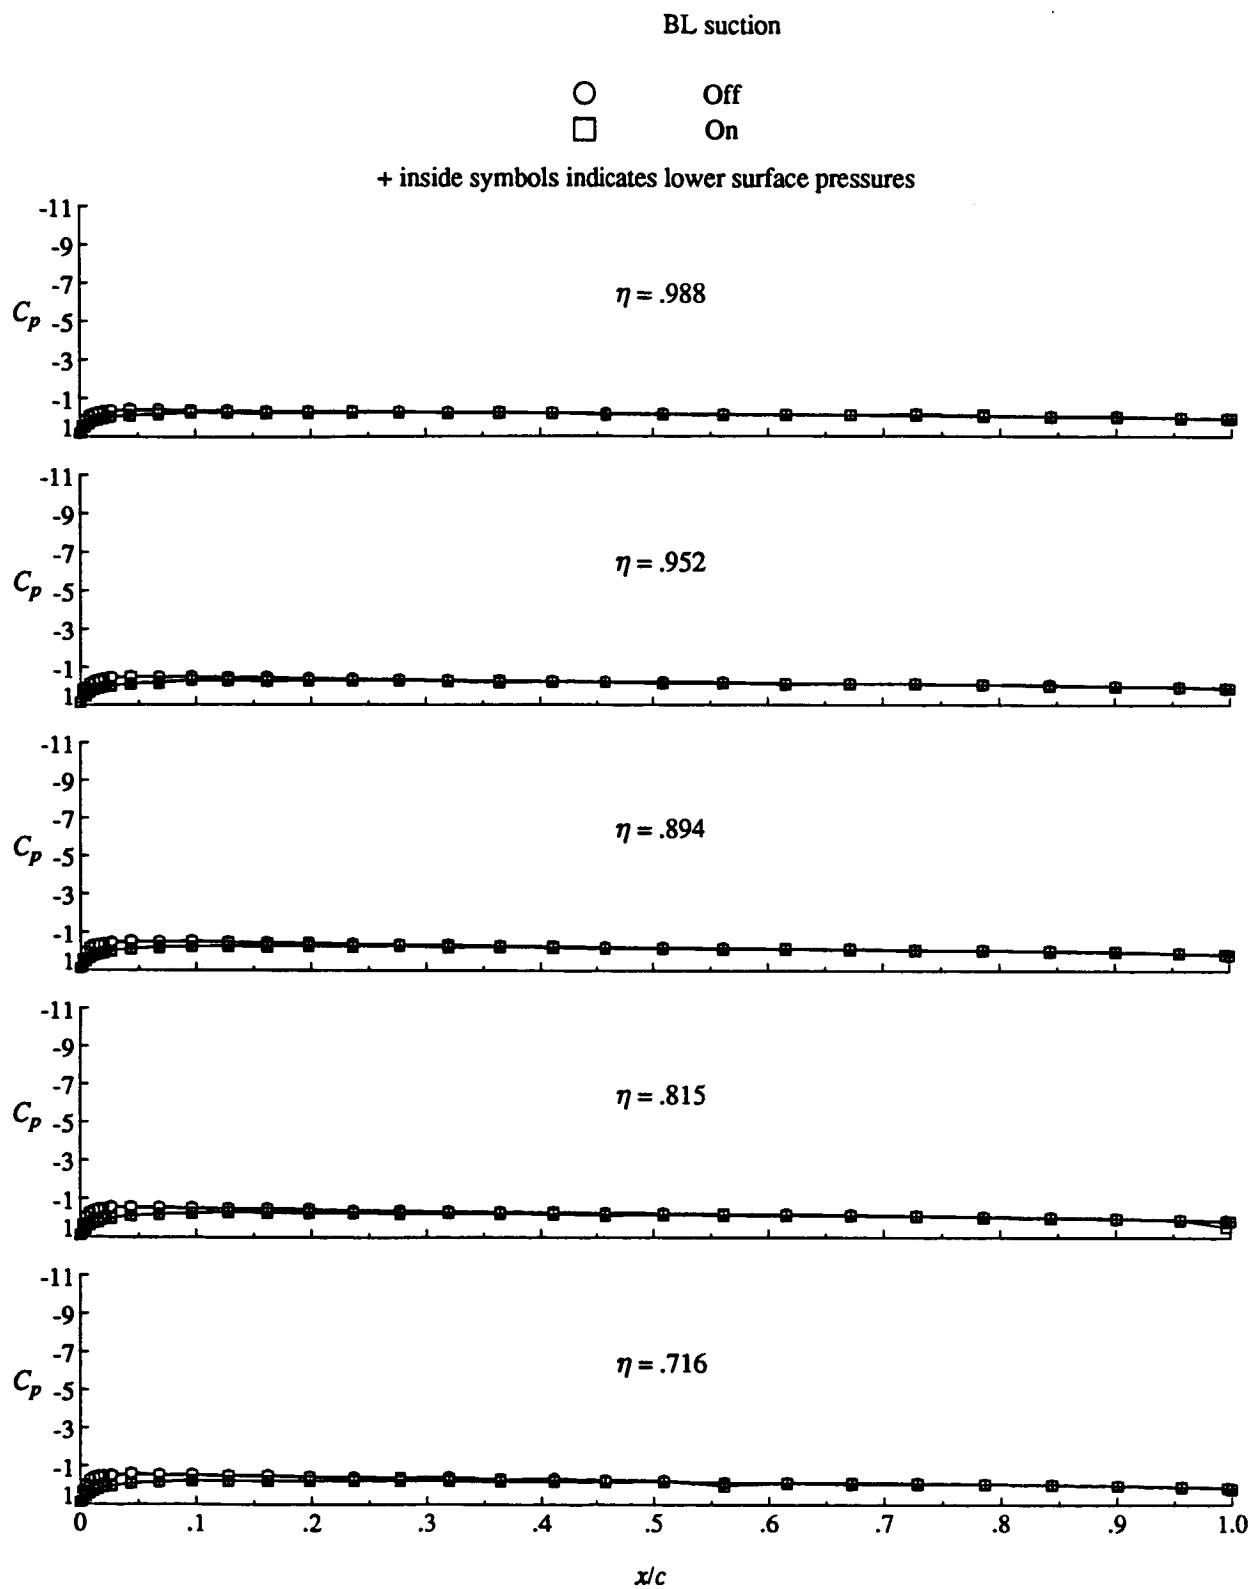 BL suction
Off
On
+ inside symbols indicates lower surface pressures
-11
-9
-7
-5
-3
-1
1
Cp
η = .988
-11
-9
-7
-5
-3
-1
1
Cp
η = .952
-11
-9
-7
-5
-3
-1
1
Cp
η = .894
-11
-9
-7
-5
-3
-1
1
Cp
η = .815
-11
-9
-7
-5
-3
-1
1
Cp
η = .716
0 .1 .2 .3 .4 .5 .6 .7 .8 .9 1.0
x/c